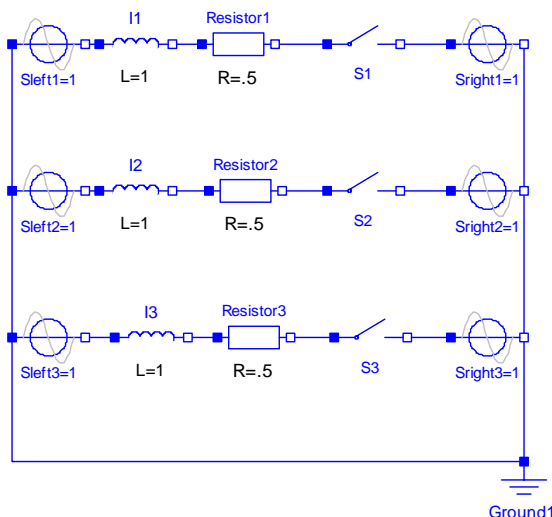 I1
Resistor1
Sleft1=1
L=1
R=.5
S1
Sright1=1
I2
Resistor2
Sleft2=1
L=1
R=.5
S2
Sright2=1
I3
Resistor3
Sleft3=1
L=1
R=.5
S3
Sright3=1
Ground1